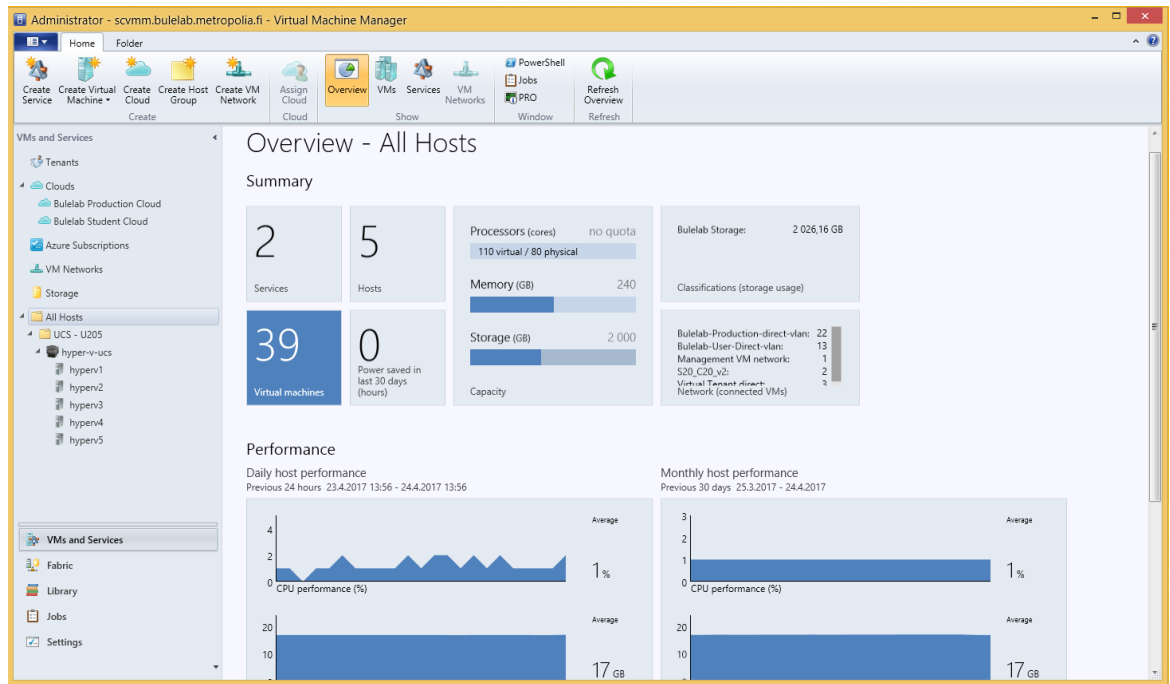 Administrator - scvmm.bulelab.metropolia.fi - Virtual Machine Manager
Home Folder
Create Service
Create Virtual Machine
Create Cloud
Create Host Group
Create VM Network
Assign Cloud
Overview
VMs
Services
VM Networks
PowerShell
Jobs
PRO
Refresh Overview
Create Cloud Show Window Refresh
VMs and Services
Tenants
Clouds
Bulelab Production Cloud
Bulelab Student Cloud
Azure Subscriptions
VM Networks
Storage
All Hosts
UCS - U205
hyper-v-ucs
hyperv1
hyperv2
hyperv3
hyperv4
hyperv5
VMs and Services
Fabric
Library
Jobs
Settings
Overview - All Hosts
Summary
2
Services
5
Hosts
39
Virtual machines
0
Power saved in
last 30 days
(hours)
Processors (cores) no quota
110 virtual / 80 physical
Memory (GB) 240
Storage (GB) 2 000
Capacity
Bulelab Storage: 2 026,16 GB
Classifications (storage usage)
Bulelab-Production-direct-vlan: 22
Bulelab-User-Direct-vlan: 13
Management VM network: 1
S20_C20_v2: 2
Virtual Tenant direct: 3
Network (connected VMs)
Performance
Daily host performance
Previous 24 hours 23.4.2017 13:56 - 24.4.2017 13:56
4
2
0
CPU performance (%)
Average
1 %
20
10
Average
17 GB
Monthly host performance
Previous 30 days 25.3.2017 - 24.4.2017
3
2
1
0
CPU performance (%)
Average
1 %
20
10
Average
17 GB